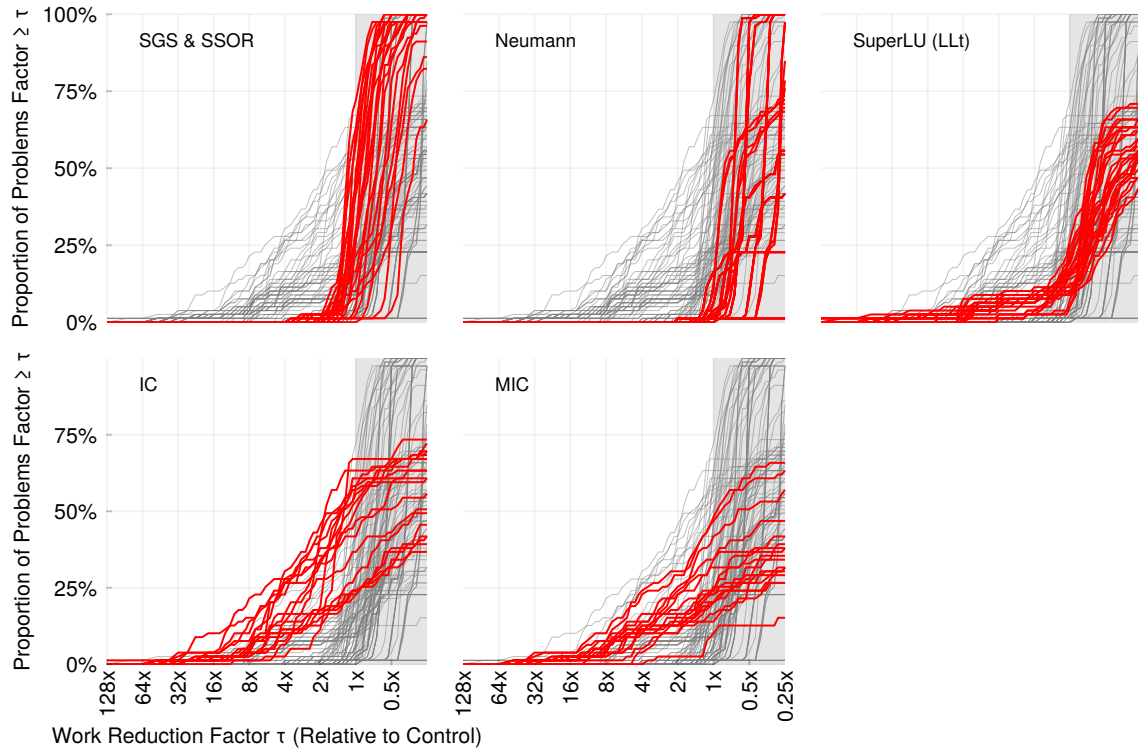 Proportion of Problems Factor ≥ τ
100%
75%
50%
25%
0%
SGS & SSOR
Neumann
SuperLU (LLt)
Proportion of Problems Factor ≥ τ
75%
50%
25%
0%
IC
MIC
128x
64x
32x
16x
8x
4x
2x
1x
0.5x
128x
64x
32x
16x
8x
4x
2x
1x
0.5x
0.25x
Work Reduction Factor τ (Relative to Control)